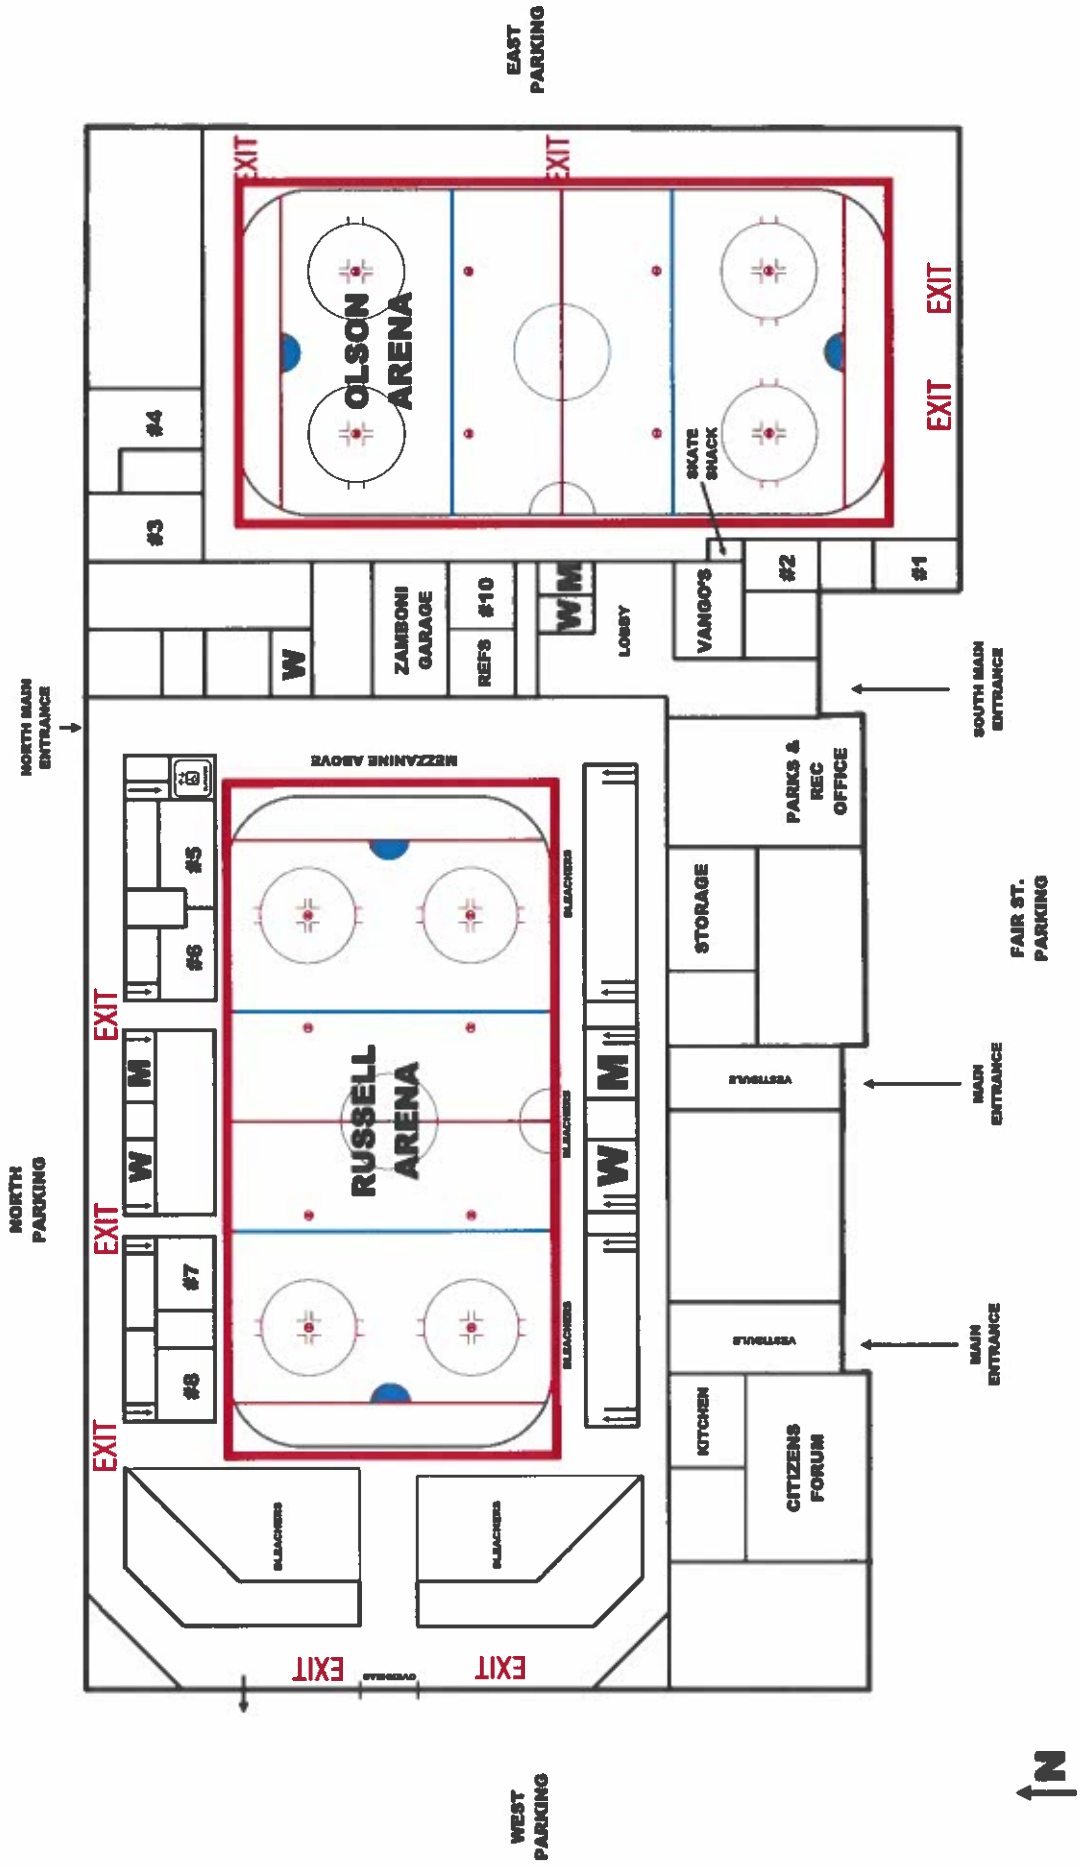 EAST
PARKING
EXIT
EXIT
OLSON
ARENA
EXIT
EXIT
#4
#3
SKATE
SHACK
#2
#1
VANGO'S
ZAMBONI
GARAGE
#10
REFS
W
W
M
LOBBY
NORTH MAIN
ENTRANCE
SOUTH MAIN
ENTRANCE
MEZZANINE ABOVE
PARKS &
REC
OFFICE
#5
#6
EXIT
BLEACHERS
STORAGE
FAIR ST.
PARKING
M
W
RUSSELL
ARENA
BLEACHERS
M
W
VESTIBULE
MAIN
ENTRANCE
NORTH
PARKING
EXIT
#7
#8
BLEACHERS
VESTIBULE
MAIN
ENTRANCE
EXIT
KITCHEN
CITIZENS
FORUM
BLEACHERS
BLEACHERS
EXIT
OVERHEAD
EXIT
WEST
PARKING
N